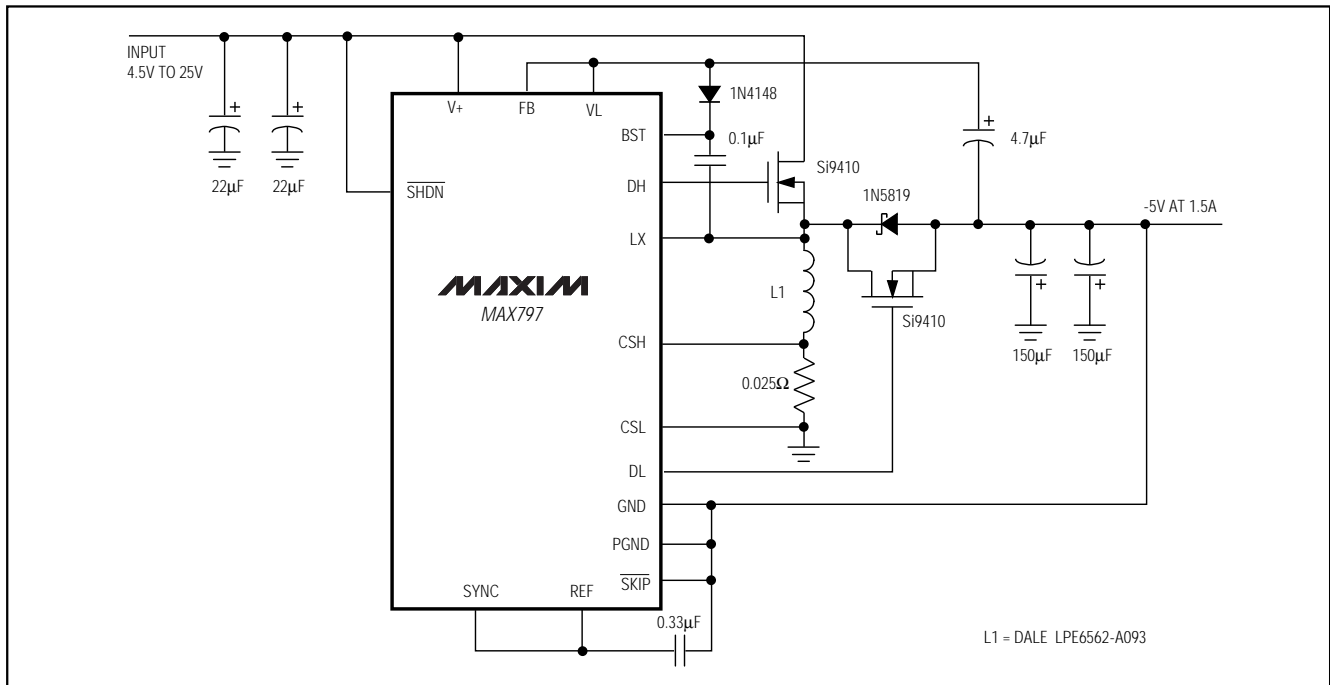 INPUT
4.5V TO 25V
V+
FB
VL
1N4148
BST
0.1µF
4.7µF
Si9410
22µF
22µF
SHDN
DH
1N5819
-5V AT 1.5A
LX
MAXIM
MAX797
L1
Si9410
CSH
150µF
150µF
0.025Ω
CSL
DL
GND
PGND
SKIP
SYNC
REF
0.33µF
L1 = DALE LPE6562-A093